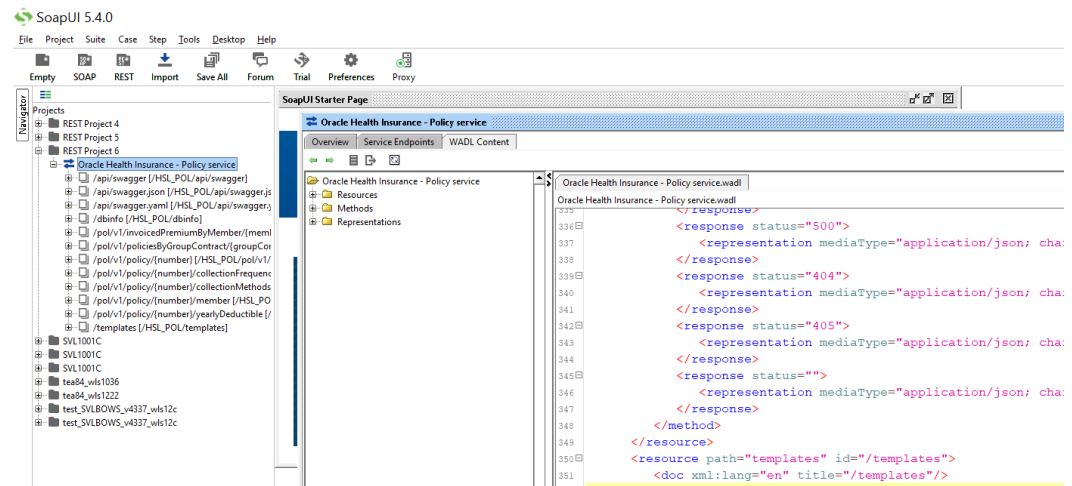 SoapUI 5.4.0
File Project Suite Case Step Tools Desktop Help
Empty SOAP REST Import Save All Forum Trial Preferences Proxy
Navigator
Projects
REST Project 4
REST Project 5
REST Project 6
Oracle Health Insurance - Policy service
/api/swagger [/HSL_POL/api/swagger]
/api/swagger.json [/HSL_POL/api/swagger.js
/api/swagger.yaml [/HSL_POL/api/swagger.y
/dbinfo [/HSL_POL/dbinfo]
/pol/v1/invoicedPremiumByMember/{meml
/pol/v1/policiesByGroupContract/{groupCor
/pol/v1/policy/{number} [/HSL_POL/pol/v1/
/pol/v1/policy/{number}/collectionFrequenc
/pol/v1/policy/{number}/collectionMethods
/pol/v1/policy/{number}/member [/HSL_PO
/pol/v1/policy/{number}/yearlyDeductible [/
/templates [/HSL_POL/templates]
SVL1001C
SVL1001C
SVL1001C
tea84_wls1036
tea84_wls1222
test_SVLBOWS_v4337_wls12c
test_SVLBOWS_v4337_wls12c
SoapUI Starter Page
Oracle Health Insurance - Policy service
Overview Service Endpoints WADL Content
Oracle Health Insurance - Policy service
Resources
Methods
Representations
Oracle Health Insurance - Policy service.wadl
Oracle Health Insurance - Policy service.wadl
335 </response>
336 <response status="500">
337 <representation mediaType="application/json; cha
338 </response>
339 <response status="404">
340 <representation mediaType="application/json; cha
341 </response>
342 <response status="405">
343 <representation mediaType="application/json; cha
344 </response>
345 <response status="">
346 <representation mediaType="application/json; cha
347 </response>
348 </method>
349 </resource>
350 <resource path="templates" id="/templates">
351 <doc xml:lang="en" title="/templates"/>